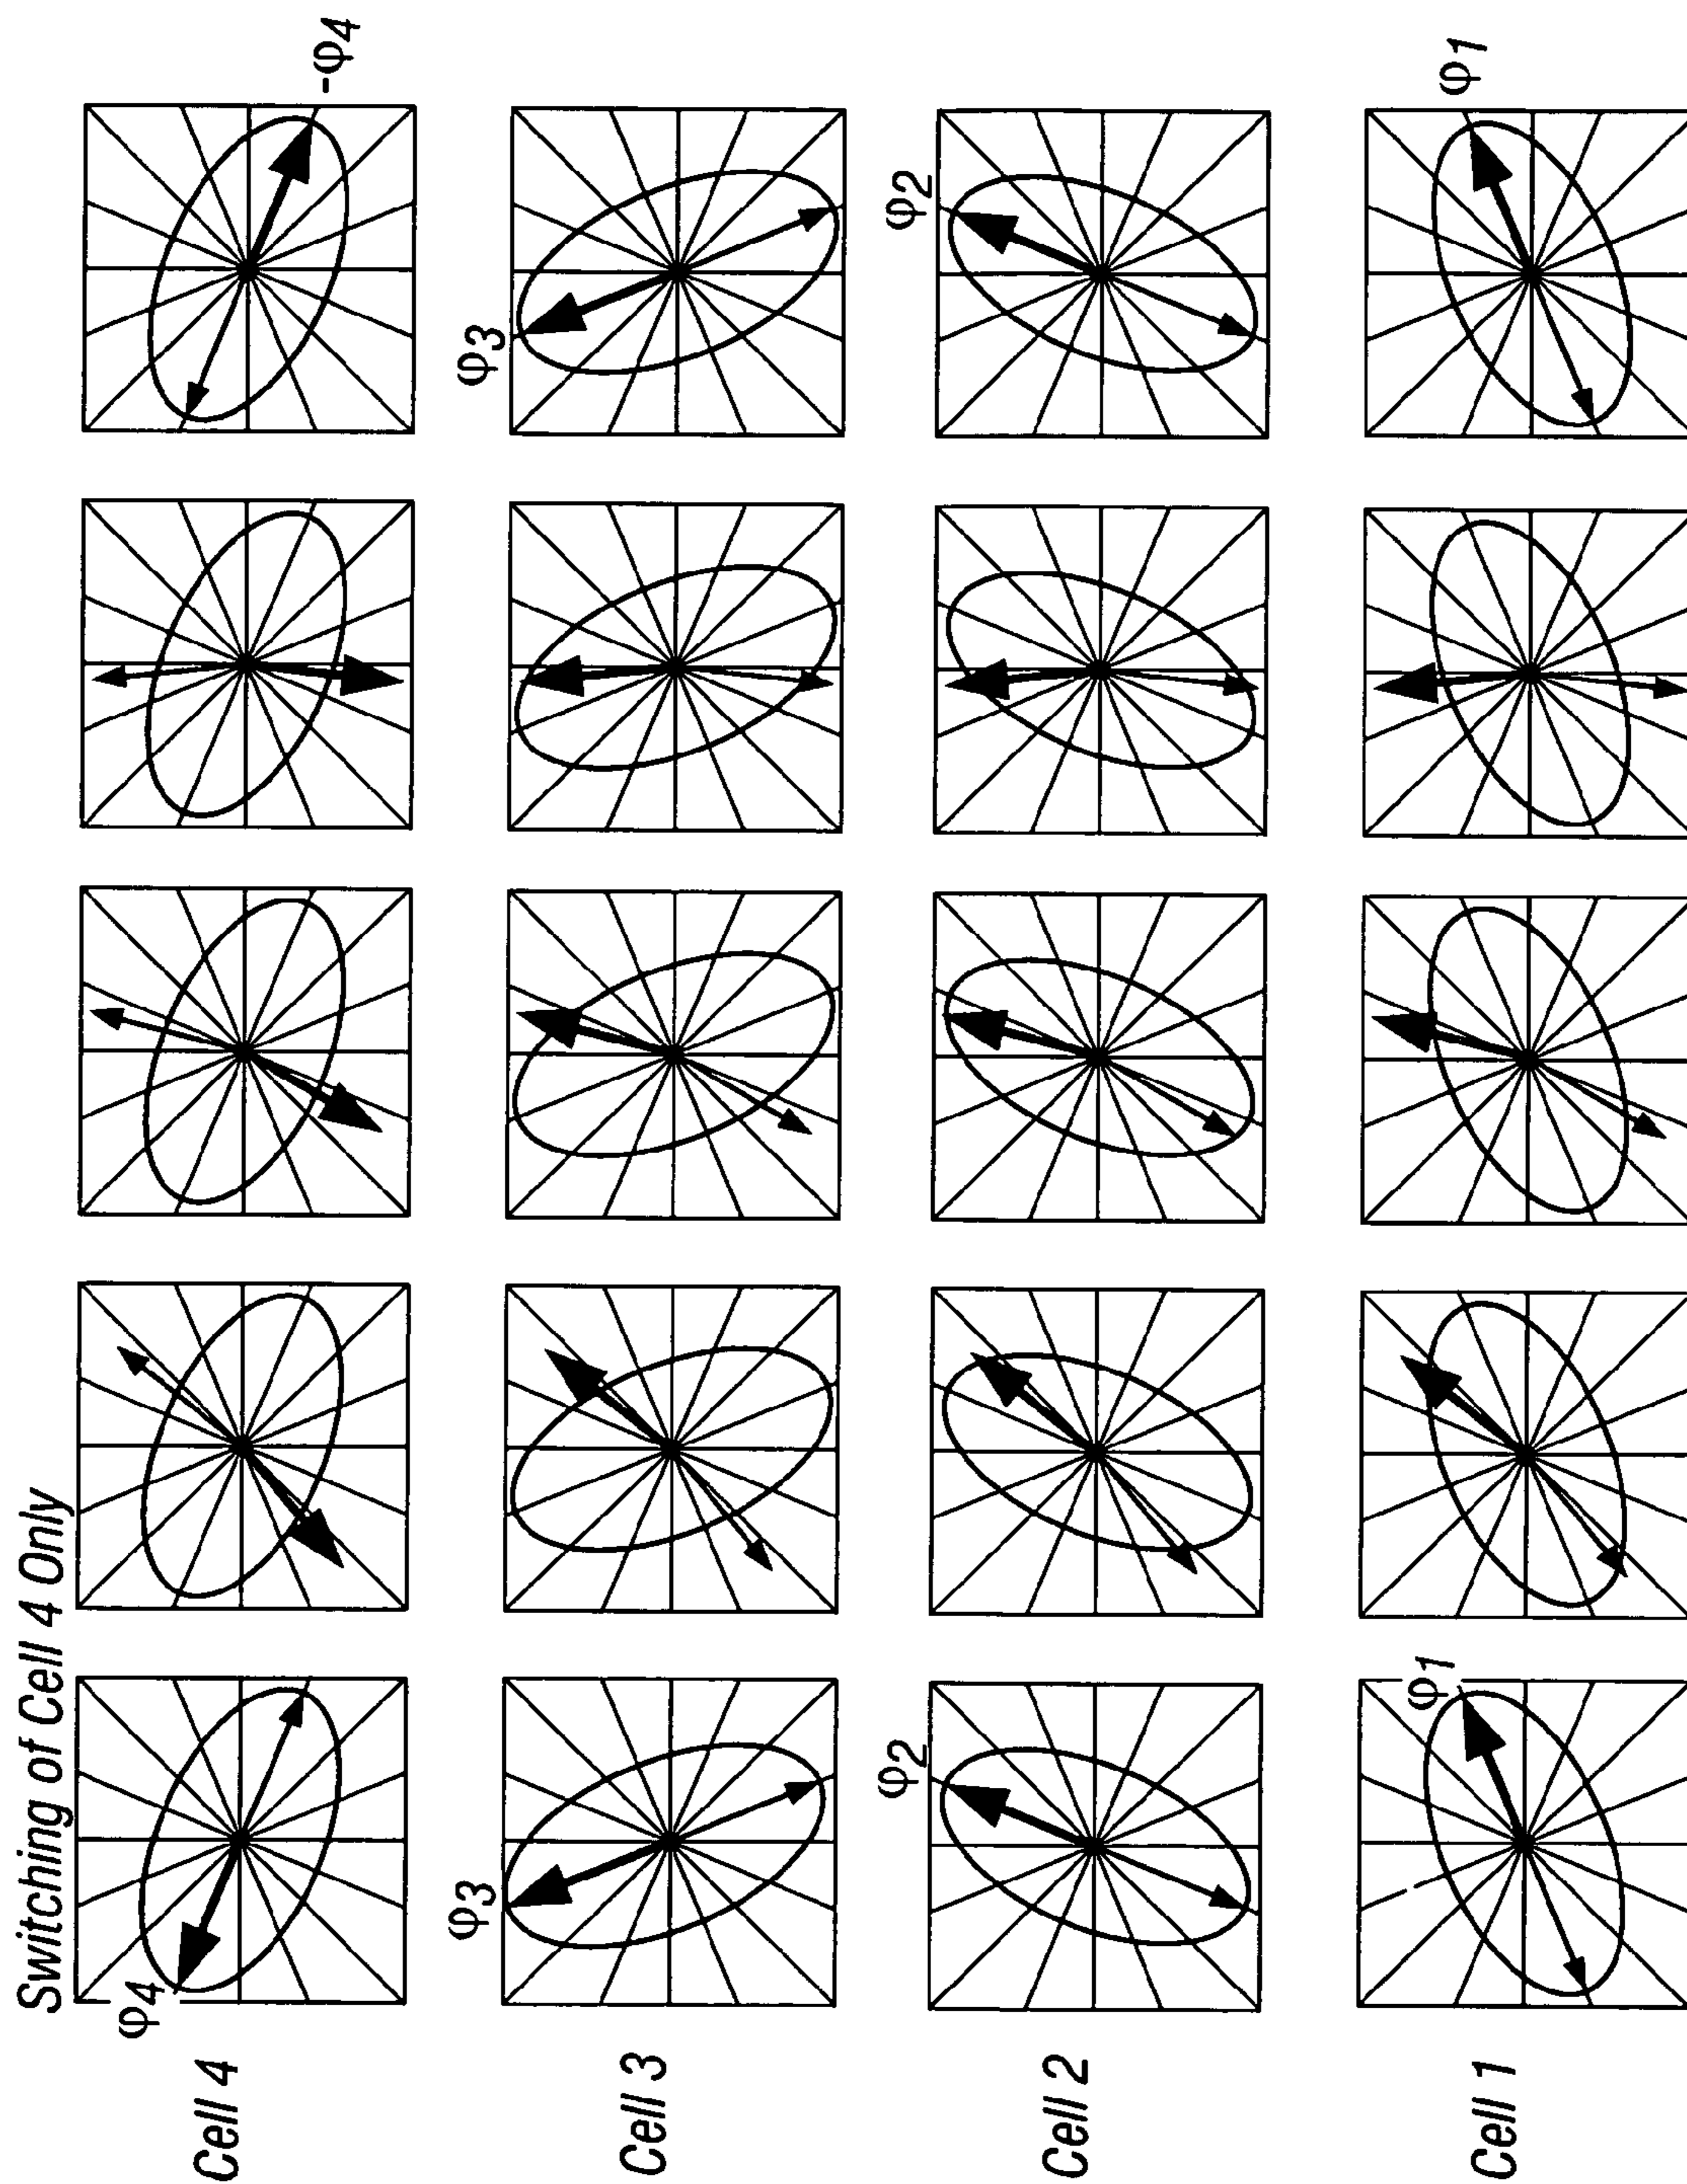 Switching of Cell 4 Only
φ4
Cell 4
-φ4
φ3
φ3
Cell 3
φ2
φ2
Cell 2
φ1
φ1
Cell 1